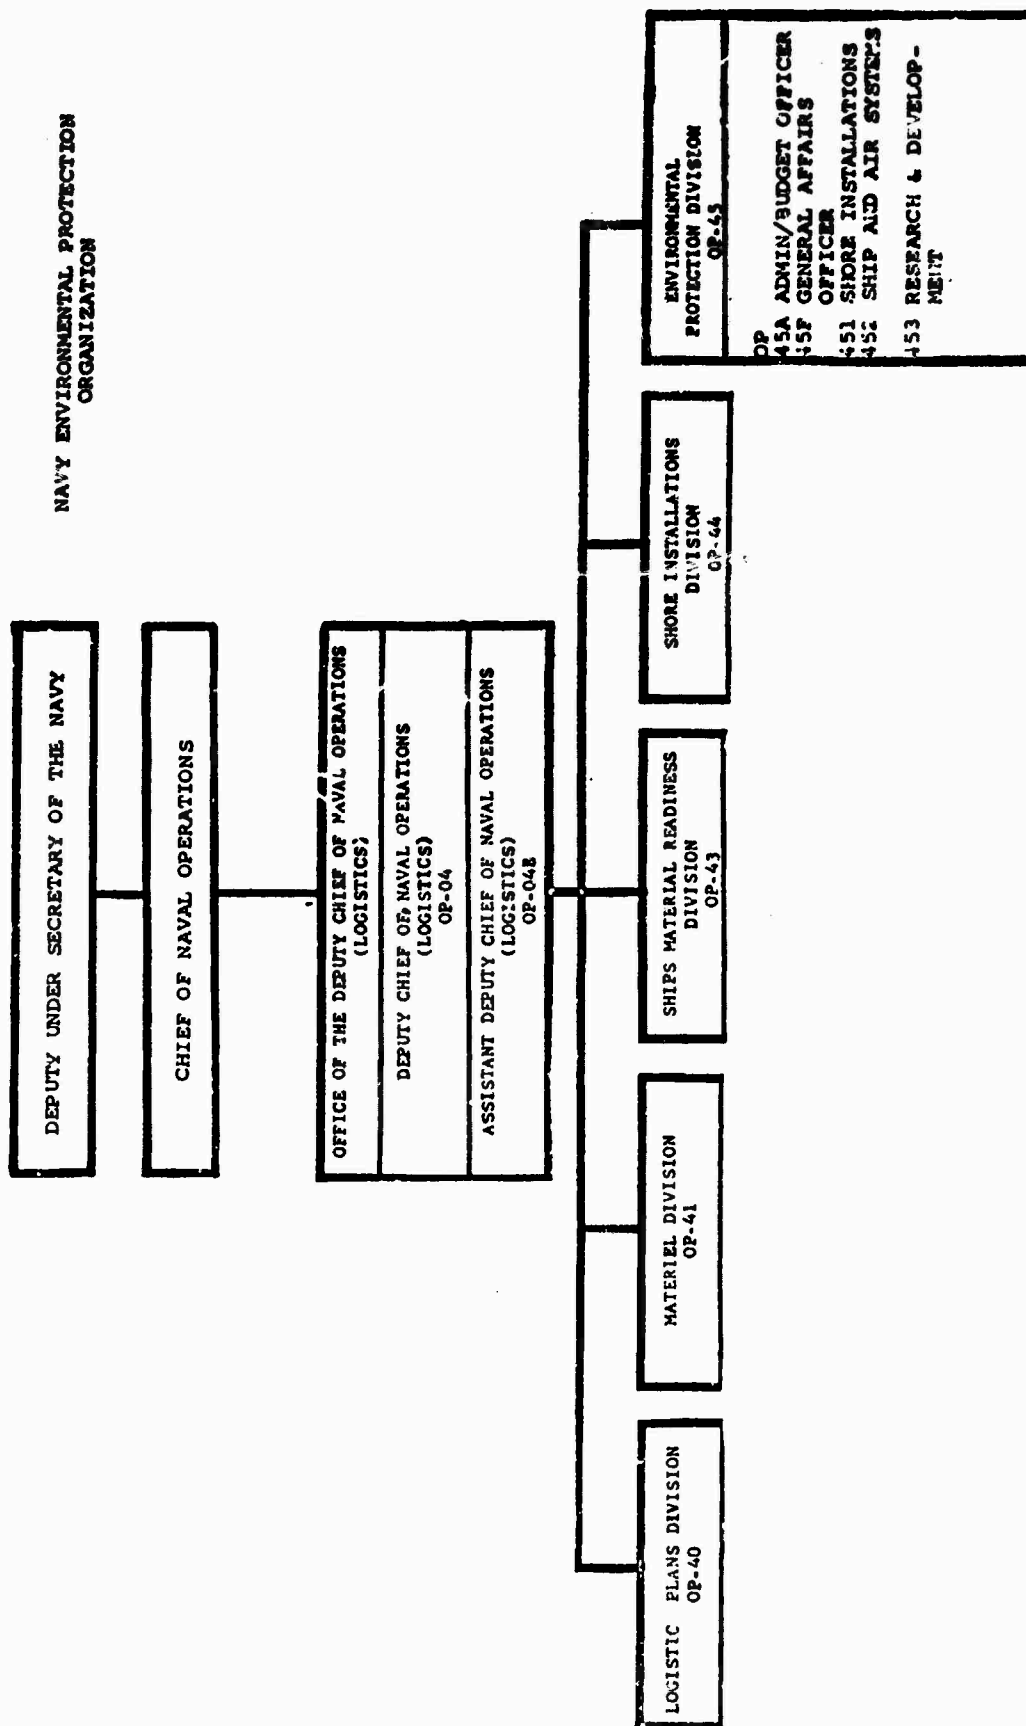 NAVY ENVIRONMENTAL PROTECTION
ORGANIZATION
DEPUTY UNDER SECRETARY OF THE NAVY
CHIEF OF NAVAL OPERATIONS
OFFICE OF THE DEPUTY CHIEF OF NAVAL OPERATIONS
(LOGISTICS)
DEPUTY CHIEF OF NAVAL OPERATIONS
(LOGISTICS)
OP-04
ASSISTANT DEPUTY CHIEF OF NAVAL OPERATIONS
(LOGISTICS)
OP-04B
LOGISTIC PLANS DIVISION
OP-40
MATERIEL DIVISION
OP-41
SHIPS MATERIAL READINESS
DIVISION
OP-43
SHORE INSTALLATIONS
DIVISION
OP-44
ENVIRONMENTAL
PROTECTION DIVISION
OP-45
OP
45A ADMIN/BUDGET OFFICER
45F GENERAL AFFAIRS
OFFICER
451 SHORE INSTALLATIONS
452 SHIP AND AIR SYSTEMS
453 RESEARCH & DEVELOP-
MENT